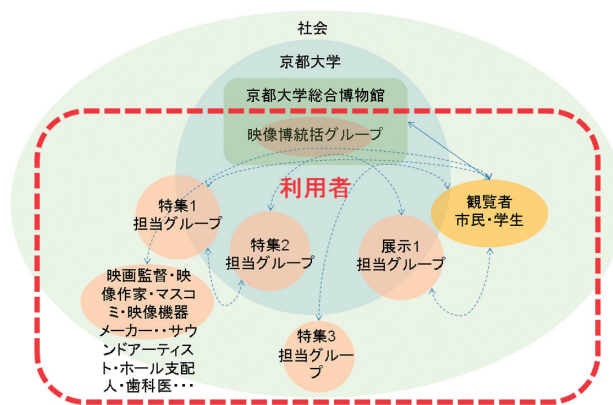 社会
京都大学
京都大学総合博物館
映像博統括グループ
利用者
特集1
担当グループ
特集2
担当グループ
展示1
担当グループ
観覧者
市民・学生
映画監督・映
像作家・マスコ
ミ・映像機器
メーカー・・サウ
ンドアーティス
ト・ホール支配
人・歯科医・・・
特集3
担当グルー
プ